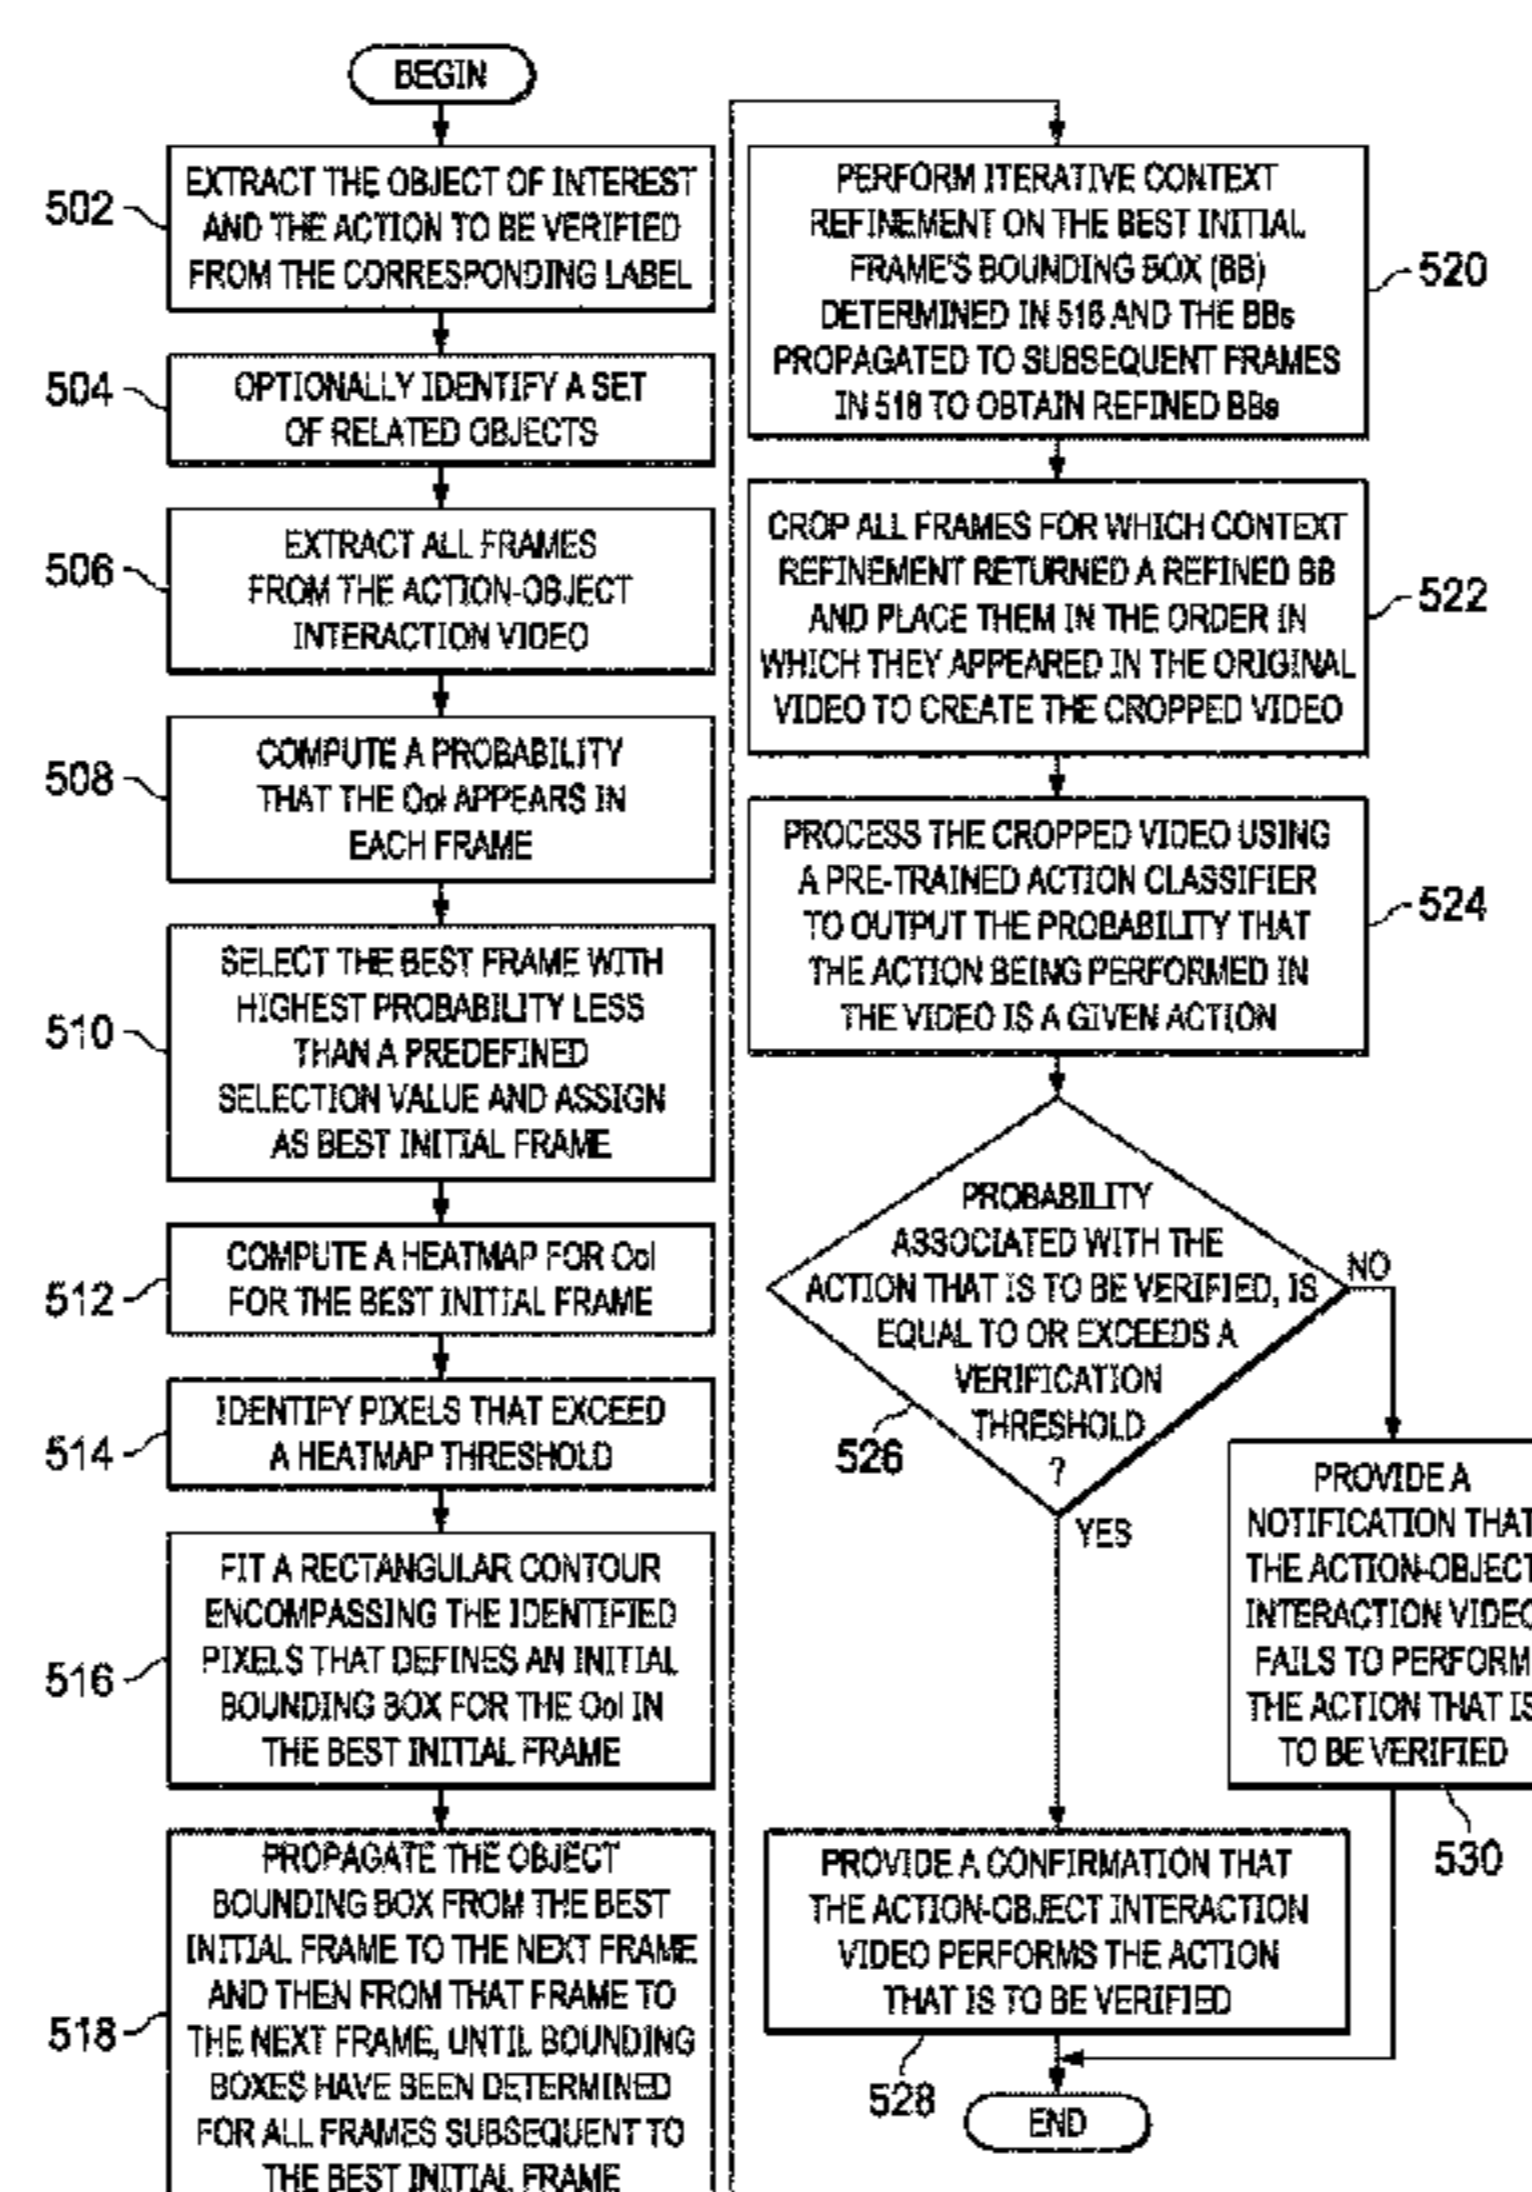 BEGIN
502
EXTRACT THE OBJECT OF INTEREST
AND THE ACTION TO BE VERIFIED
FROM THE CORRESPONDING LABEL
504
OPTIONALLY IDENTIFY A SET
OF RELATED OBJECTS
506
EXTRACT ALL FRAMES
FROM THE ACTION-OBJECT
INTERACTION VIDEO
508
COMPUTE A PROBABILITY
THAT THE OoI APPEARS IN
EACH FRAME
510
SELECT THE BEST FRAME WITH
HIGHEST PROBABILITY LESS
THAN A PREDEFINED
SELECTION VALUE AND ASSIGN
AS BEST INITIAL FRAME
512
COMPUTE A HEATMAP FOR OoI
FOR THE BEST INITIAL FRAME
514
IDENTIFY PIXELS THAT EXCEED
A HEATMAP THRESHOLD
516
FIT A RECTANGULAR CONTOUR
ENCOMPASSING THE IDENTIFIED
PIXELS THAT DEFINES AN INITIAL
BOUNDING BOX FOR THE OoI IN
THE BEST INITIAL FRAME
518
PROPAGATE THE OBJECT
BOUNDING BOX FROM THE BEST
INITIAL FRAME TO THE NEXT FRAME
AND THEN FROM THAT FRAME TO
THE NEXT FRAME, UNTIL BOUNDING
BOXES HAVE BEEN DETERMINED
FOR ALL FRAMES SUBSEQUENT TO
THE BEST INITIAL FRAME
PERFORM ITERATIVE CONTEXT
REFINEMENT ON THE BEST INITIAL
FRAME'S BOUNDING BOX (BB)
DETERMINED IN 516 AND THE BBs
PROPAGATED TO SUBSEQUENT FRAMES
IN 518 TO OBTAIN REFINED BBs
520
CROP ALL FRAMES FOR WHICH CONTEXT
REFINEMENT RETURNED A REFINED BB
AND PLACE THEM IN THE ORDER IN
WHICH THEY APPEARED IN THE ORIGINAL
VIDEO TO CREATE THE CROPPED VIDEO
522
PROCESS THE CROPPED VIDEO USING
A PRE-TRAINED ACTION CLASSIFIER
TO OUTPUT THE PROBABILITY THAT
THE ACTION BEING PERFORMED IN
THE VIDEO IS A GIVEN ACTION
524
PROBABILITY
ASSOCIATED WITH THE
ACTION THAT IS TO BE VERIFIED, IS
EQUAL TO OR EXCEEDS A
VERIFICATION
THRESHOLD
?
526
NO
YES
PROVIDE A
NOTIFICATION THAT
THE ACTION-OBJECT
INTERACTION VIDEO
FAILS TO PERFORM
THE ACTION THAT IS
TO BE VERIFIED
530
PROVIDE A CONFIRMATION THAT
THE ACTION-OBJECT INTERACTION
VIDEO PERFORMS THE ACTION
THAT IS TO BE VERIFIED
528
END